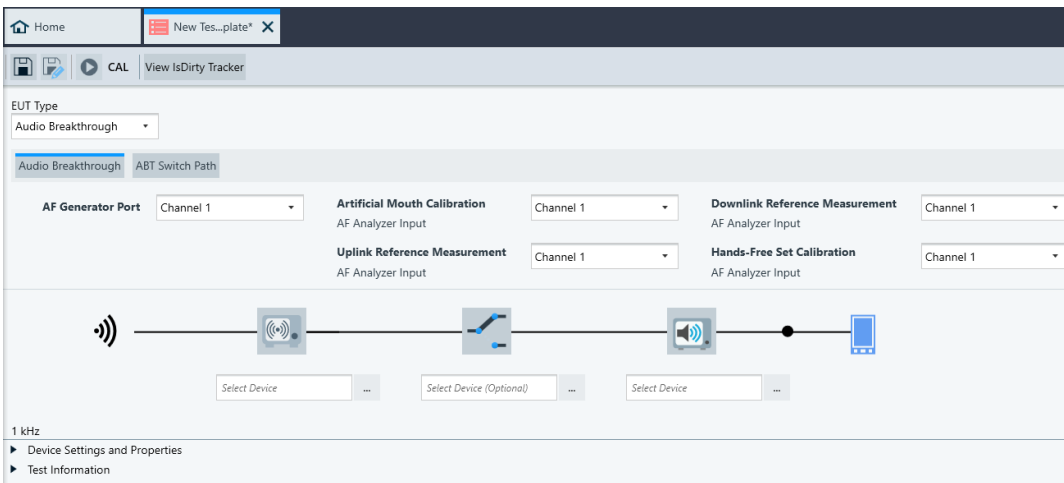 Home
New Tes...plate*
CAL
View IsDirty Tracker
EUT Type
Audio Breakthrough
Audio Breakthrough
ABT Switch Path
AF Generator Port
Channel 1
Artificial Mouth Calibration
AF Analyzer Input
Channel 1
Downlink Reference Measurement
AF Analyzer Input
Channel 1
Uplink Reference Measurement
AF Analyzer Input
Channel 1
Hands-Free Set Calibration
AF Analyzer Input
Channel 1
Select Device
...
Select Device (Optional)
...
Select Device
...
1 kHz
Device Settings and Properties
Test Information